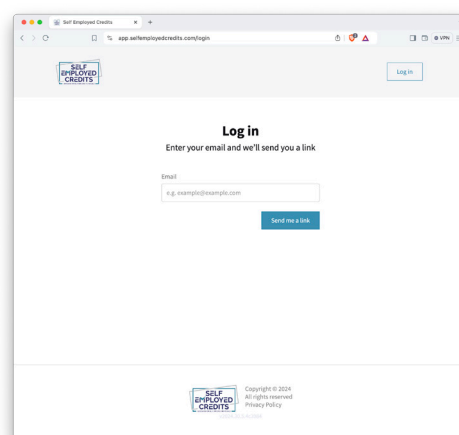 Self Employed Credits
app.selfemployedcredits.com/login
VPN
SELF
EMPLOYED
CREDITS
Log in
Log in
Enter your email and we'll send you a link
Email
e.g. example@example.com
Send me a link
SELF
EMPLOYED
CREDITS
Copyright © 2024
All rights reserved
Privacy Policy